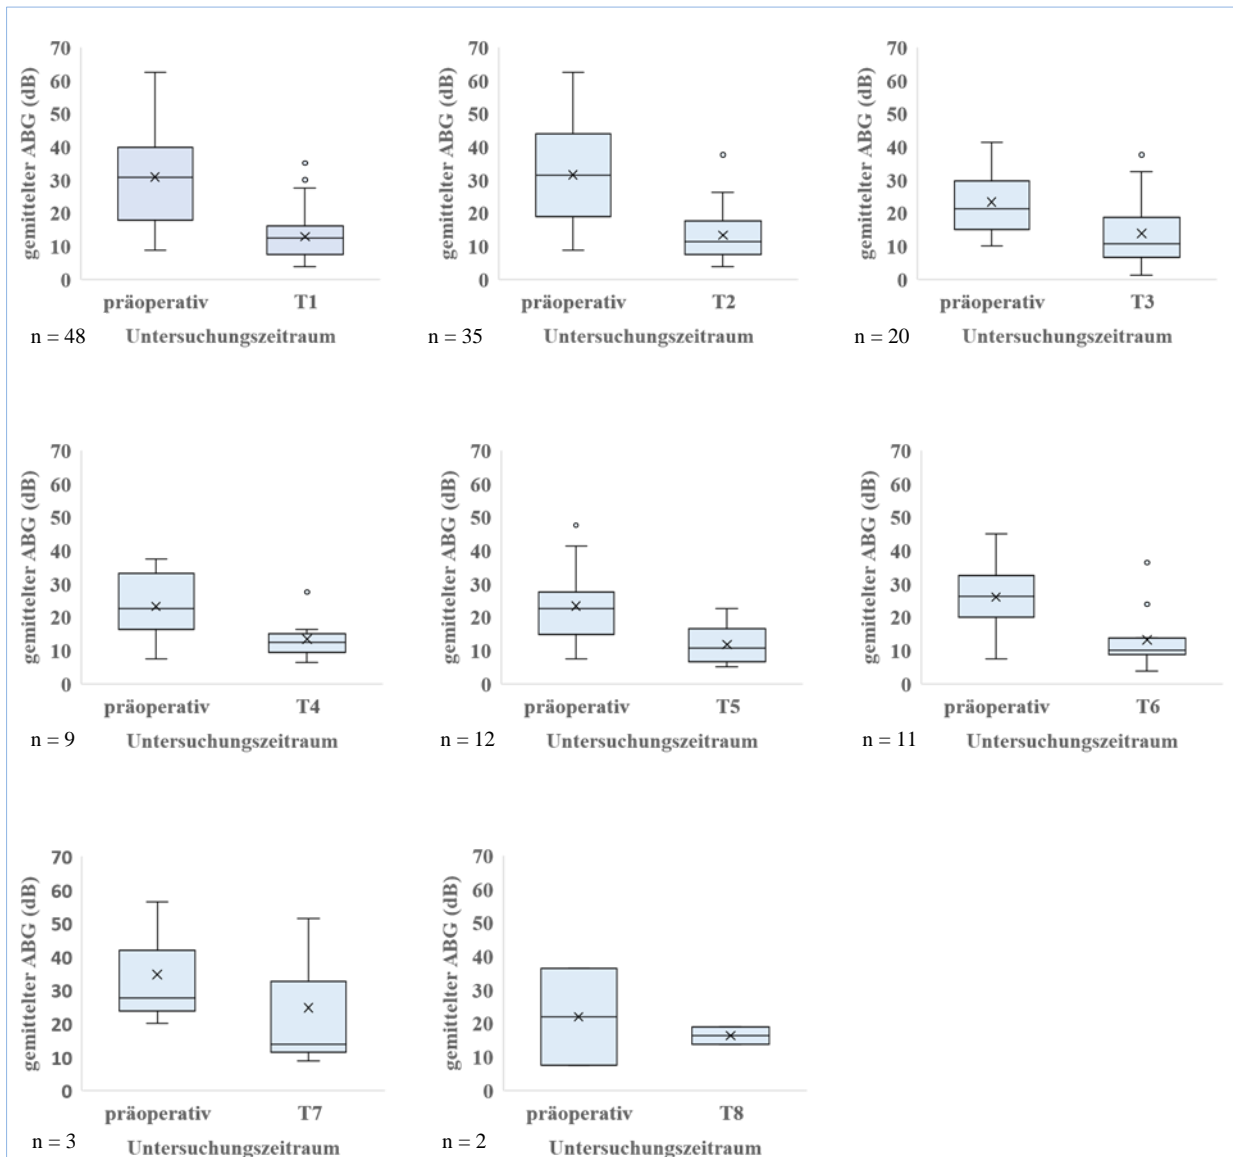 gemittelter ABG (dB)
70
60
50
40
30
20
10
0
präoperativ T1
n = 48 Untersuchungszeitraum
gemittelter ABG (dB)
70
60
50
40
30
20
10
0
präoperativ T2
n = 35 Untersuchungszeitraum
gemittelter ABG (dB)
70
60
50
40
30
20
10
0
präoperativ T3
n = 20 Untersuchungszeitraum
gemittelter ABG (dB)
70
60
50
40
30
20
10
0
präoperativ T4
n = 9 Untersuchungszeitraum
gemittelter ABG (dB)
70
60
50
40
30
20
10
0
präoperativ T5
n = 12 Untersuchungszeitraum
gemittelter ABG (dB)
70
60
50
40
30
20
10
0
präoperativ T6
n = 11 Untersuchungszeitraum
gemittelter ABG (dB)
70
60
50
40
30
20
10
0
präoperativ T7
n = 3 Untersuchungszeitraum
gemittelter ABG (dB)
70
60
50
40
30
20
10
0
präoperativ T8
n = 2 Untersuchungszeitraum